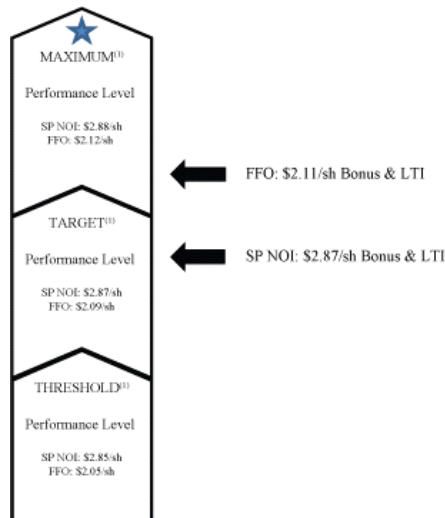 MAXIMUM(1)
Performance Level
SP NOI: $2.88/sh
FFO: $2.12/sh
FFO: $2.11/sh Bonus & LTI
TARGET(1)
Performance Level
SP NOI: $2.87/sh Bonus & LTI
SP NOI: $2.87/sh
FFO: $2.09/sh
THRESHOLD(1)
Performance Level
SP NOI: $2.85/sh
FFO: $2.05/sh